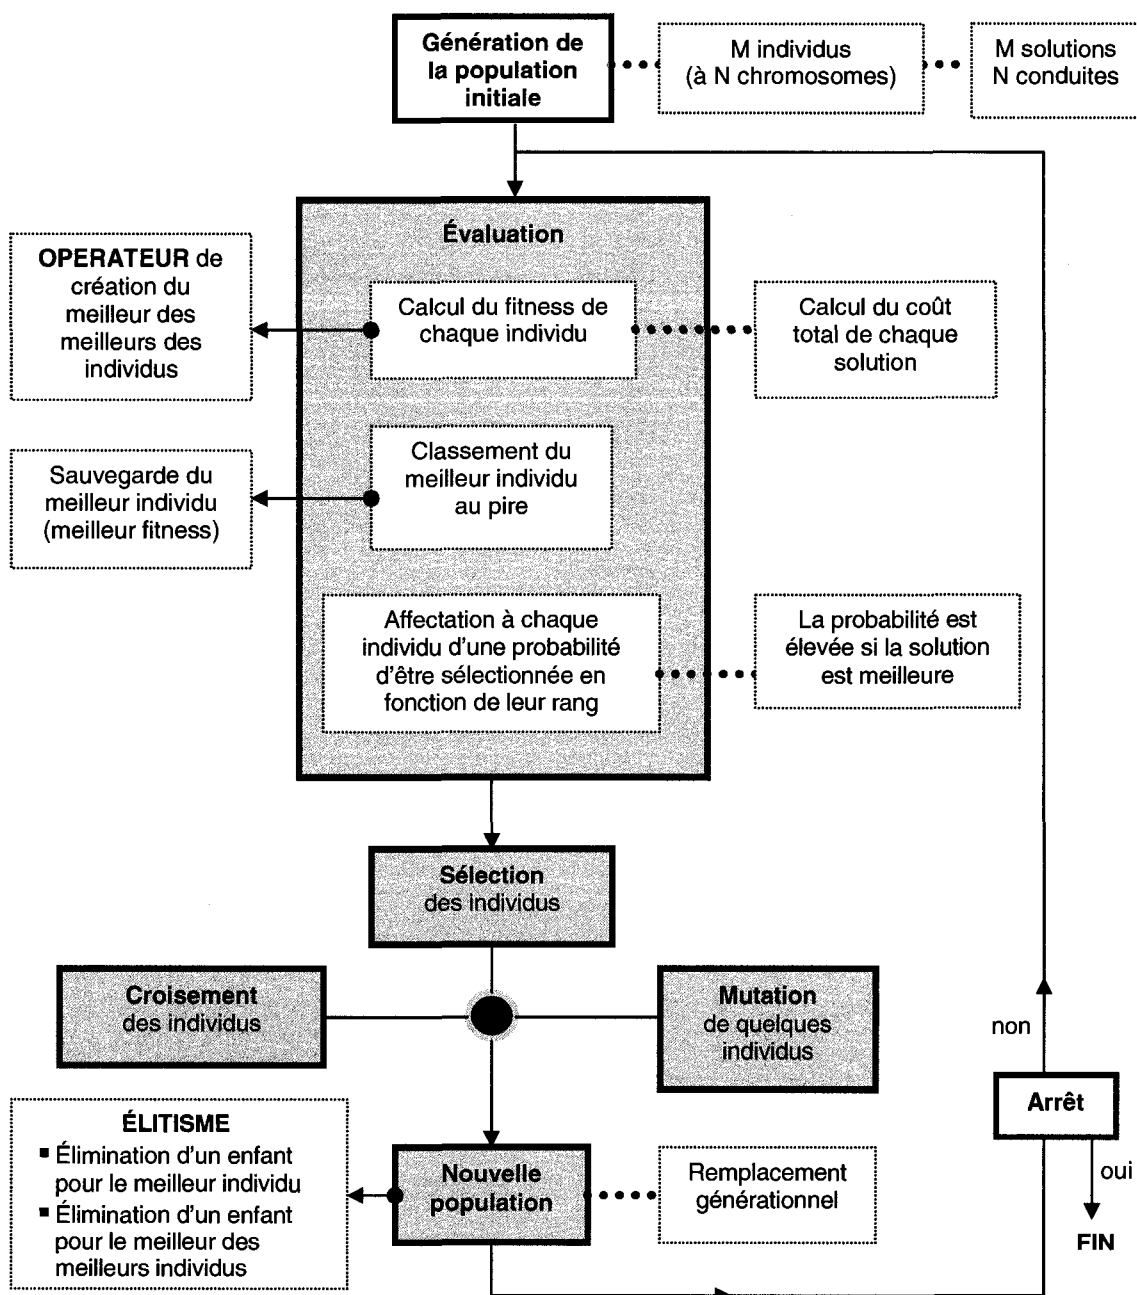 Génération de
la population
initiale
M individus
(à N chromosomes)
M solutions
N conduites
Évaluation
OPERATEUR de
création du
meilleur des
meilleurs des
individus
Calcul du fitness de
chaque individu
Calcul du coût
total de chaque
solution
Sauvegarde du
meilleur individu
(meilleur fitness)
Classement du
meilleur individu
au pire
Affectation à chaque
individu d'une probabilité
d'être sélectionnée en
fonction de leur rang
La probabilité est
élevée si la solution
est meilleure
Sélection
des individus
Croisement
des individus
Mutation
de quelques
individus
non
Arrêt
oui
FIN
ÉLITISME
▪ Élimination d'un enfant
pour le meilleur individu
▪ Élimination d'un enfant
pour le meilleur des
meilleurs individus
Nouvelle
population
Remplacement
générationnel